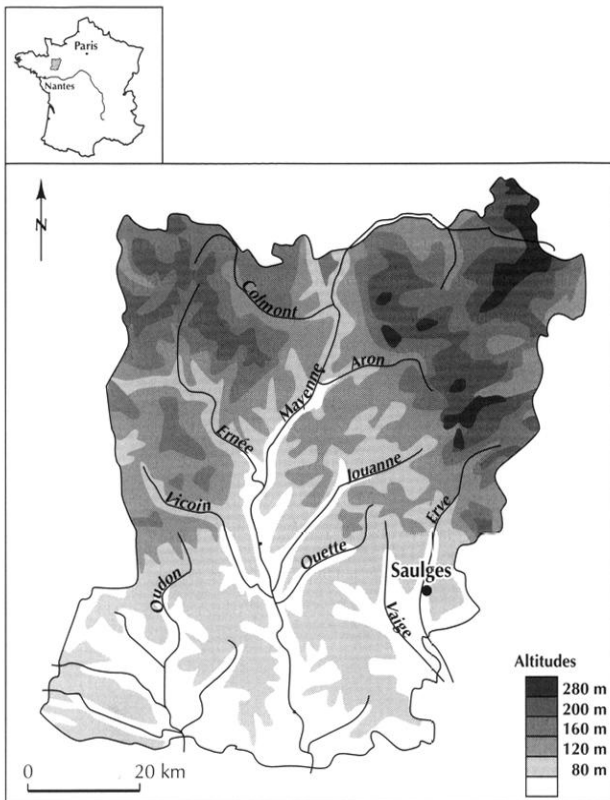 Paris
Nantes
N
Colmont
Mayenne
Aron
Ernée
Jouanne
Vicoin
Erve
Ouette
Oudon
Saulges
Vaige
Altitudes
280 m
200 m
160 m
120 m
80 m
0 20 km